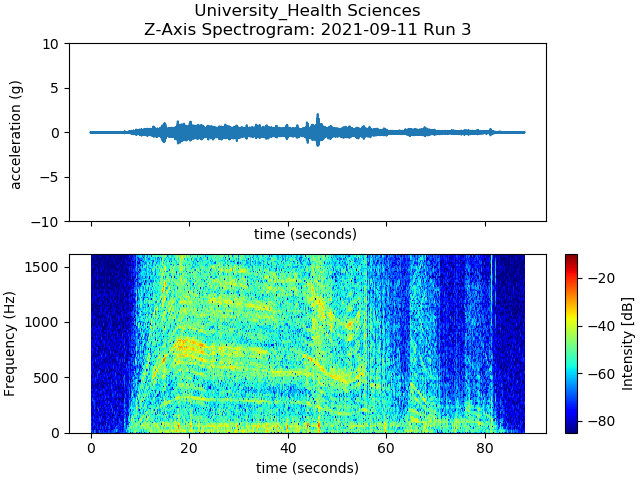 University_Health Sciences
Z-Axis Spectrogram: 2021-09-11 Run 3
10
5
0
−5
−10
acceleration (g)
time (seconds)
1500
1000
500
0
Frequency (Hz)
0 20 40 60 80
time (seconds)
−20
−40
−60
−80
Intensity [dB]